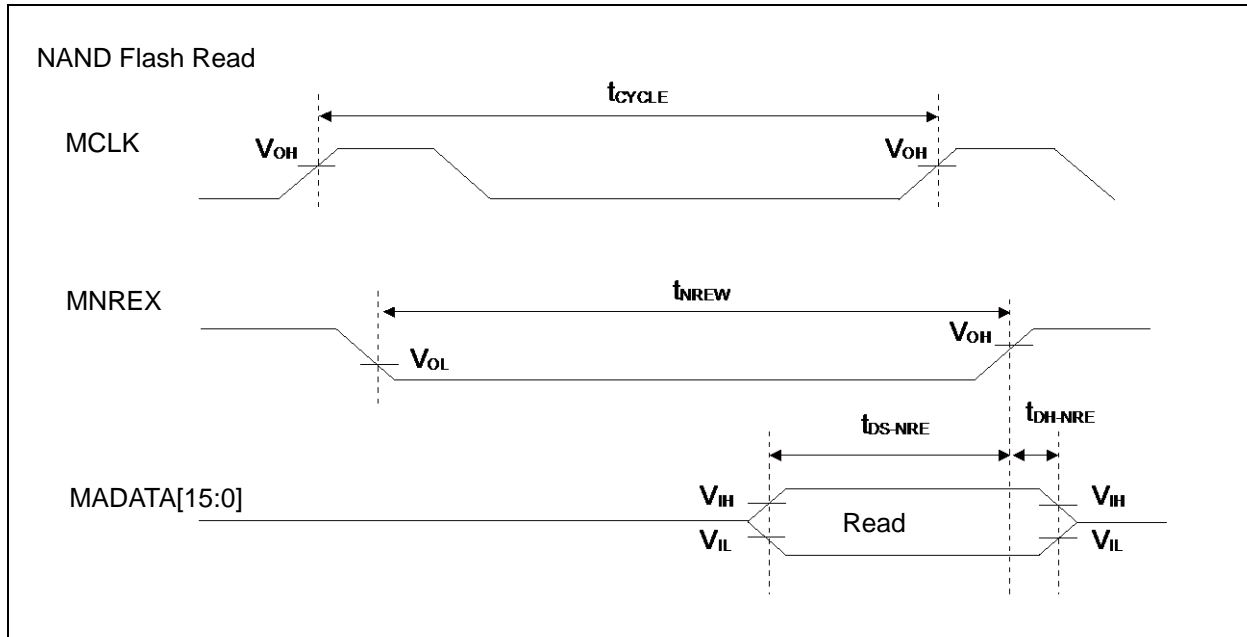 NAND Flash Read
tCYCLE
MCLK
VOH
VOH
tNREW
MNREX
VOH
VOL
tDS-NRE
tDH-NRE
MADATA[15:0]
VIH
VIH
Read
VIL
VIL